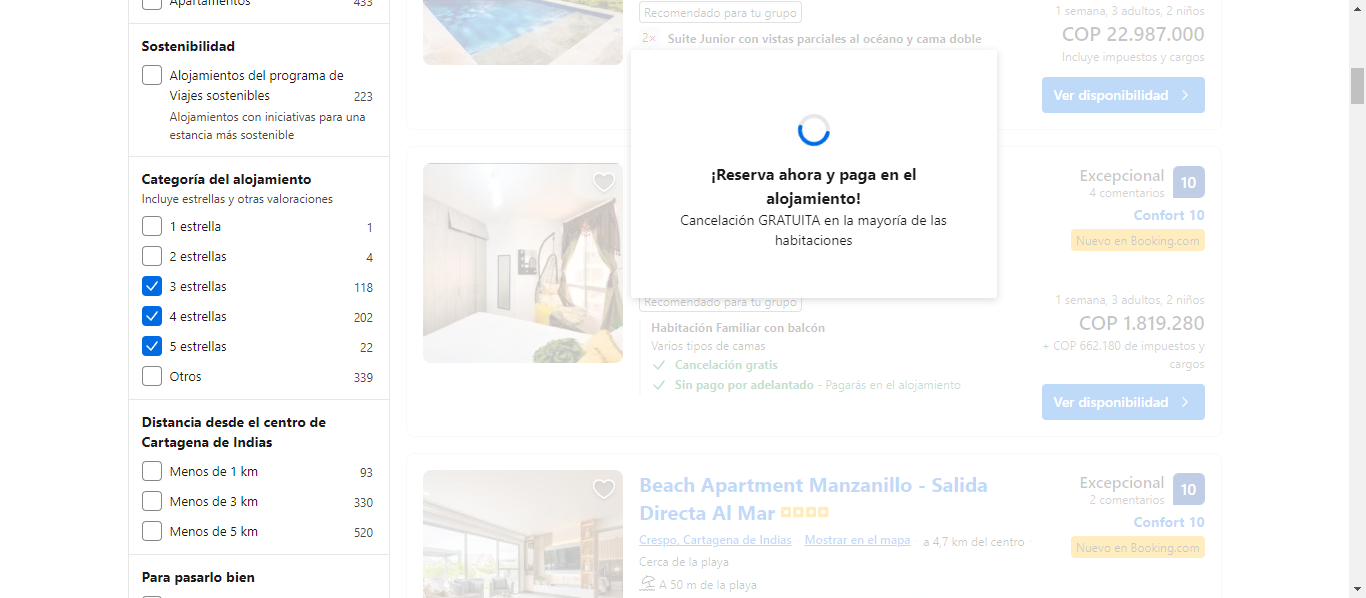 Apartamentos 433
Sostenibilidad
Alojamientos del programa de
Viajes sostenibles 223
Alojamientos con iniciativas para una
estancia más sostenible
Categoría del alojamiento
Incluye estrellas y otras valoraciones
1 estrella 1
2 estrellas 4
3 estrellas 118
4 estrellas 202
5 estrellas 22
Otros 339
Distancia desde el centro de
Cartagena de Indias
Menos de 1 km 93
Menos de 3 km 330
Menos de 5 km 520
Para pasarlo bien
Recomendado para tu grupo
2× Suite Junior con vistas parciales al océano y cama doble
1 semana, 3 adultos, 2 niños
COP 22.987.000
Incluye impuestos y cargos
Ver disponibilidad
¡Reserva ahora y paga en el
alojamiento!
Cancelación GRATUITA en la mayoría de las
habitaciones
Excepcional 10
4 comentarios
Confort 10
Nuevo en Booking.com
Recomendado para tu grupo
Habitación Familiar con balcón
Varios tipos de camas
Cancelación gratis
Sin pago por adelantado - Pagarás en el alojamiento
1 semana, 3 adultos, 2 niños
COP 1.819.280
+ COP 662.180 de impuestos y
cargos
Ver disponibilidad
Beach Apartment Manzanillo - Salida
Directa Al Mar
Crespo, Cartagena de Indias · Mostrar en el mapa · a 4,7 km del centro ·
Cerca de la playa
A 50 m de la playa
Excepcional 10
2 comentarios
Confort 10
Nuevo en Booking.com